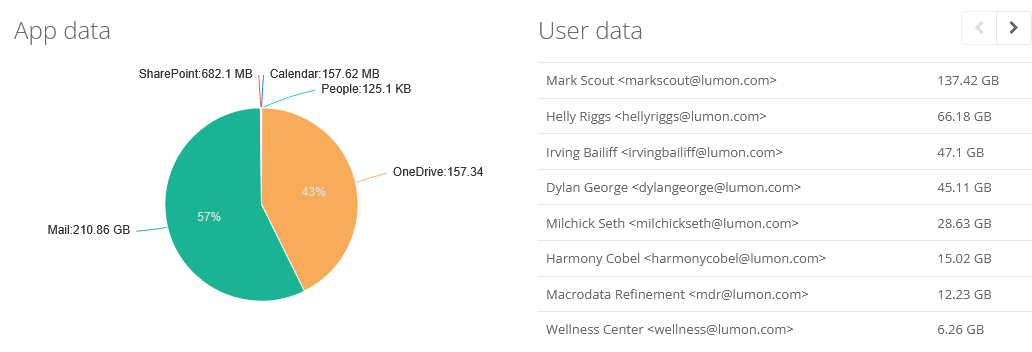 App data
SharePoint:682.1 MB
Calendar:157.62 MB
People:125.1 KB
OneDrive:157.34
43%
57%
Mail:210.86 GB
User data
Mark Scout <markscout@lumon.com> 137.42 GB
Helly Riggs <hellyriggs@lumon.com> 66.18 GB
Irving Bailiff <irvingbailiff@lumon.com> 47.1 GB
Dylan George <dylangeorge@lumon.com> 45.11 GB
Milchick Seth <milchickseth@lumon.com> 28.63 GB
Harmony Cobel <harmonycobel@lumon.com> 15.02 GB
Macrodata Refinement <mdr@lumon.com> 12.23 GB
Wellness Center <wellness@lumon.com> 6.26 GB